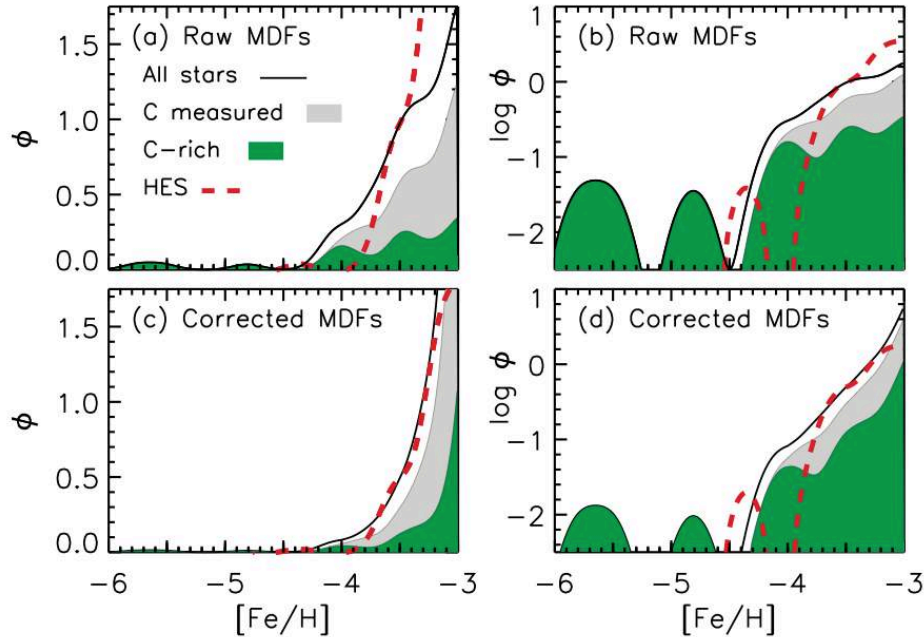 (a) Raw MDFs
All stars
C measured
C-rich
HES
1.5
1.0
0.5
0.0
ϕ
(b) Raw MDFs
1
0
−1
−2
log ϕ
(c) Corrected MDFs
1.5
1.0
0.5
0.0
ϕ
−6 −5 −4 −3
[Fe/H]
(d) Corrected MDFs
1
0
−1
−2
log ϕ
−6 −5 −4 −3
[Fe/H]